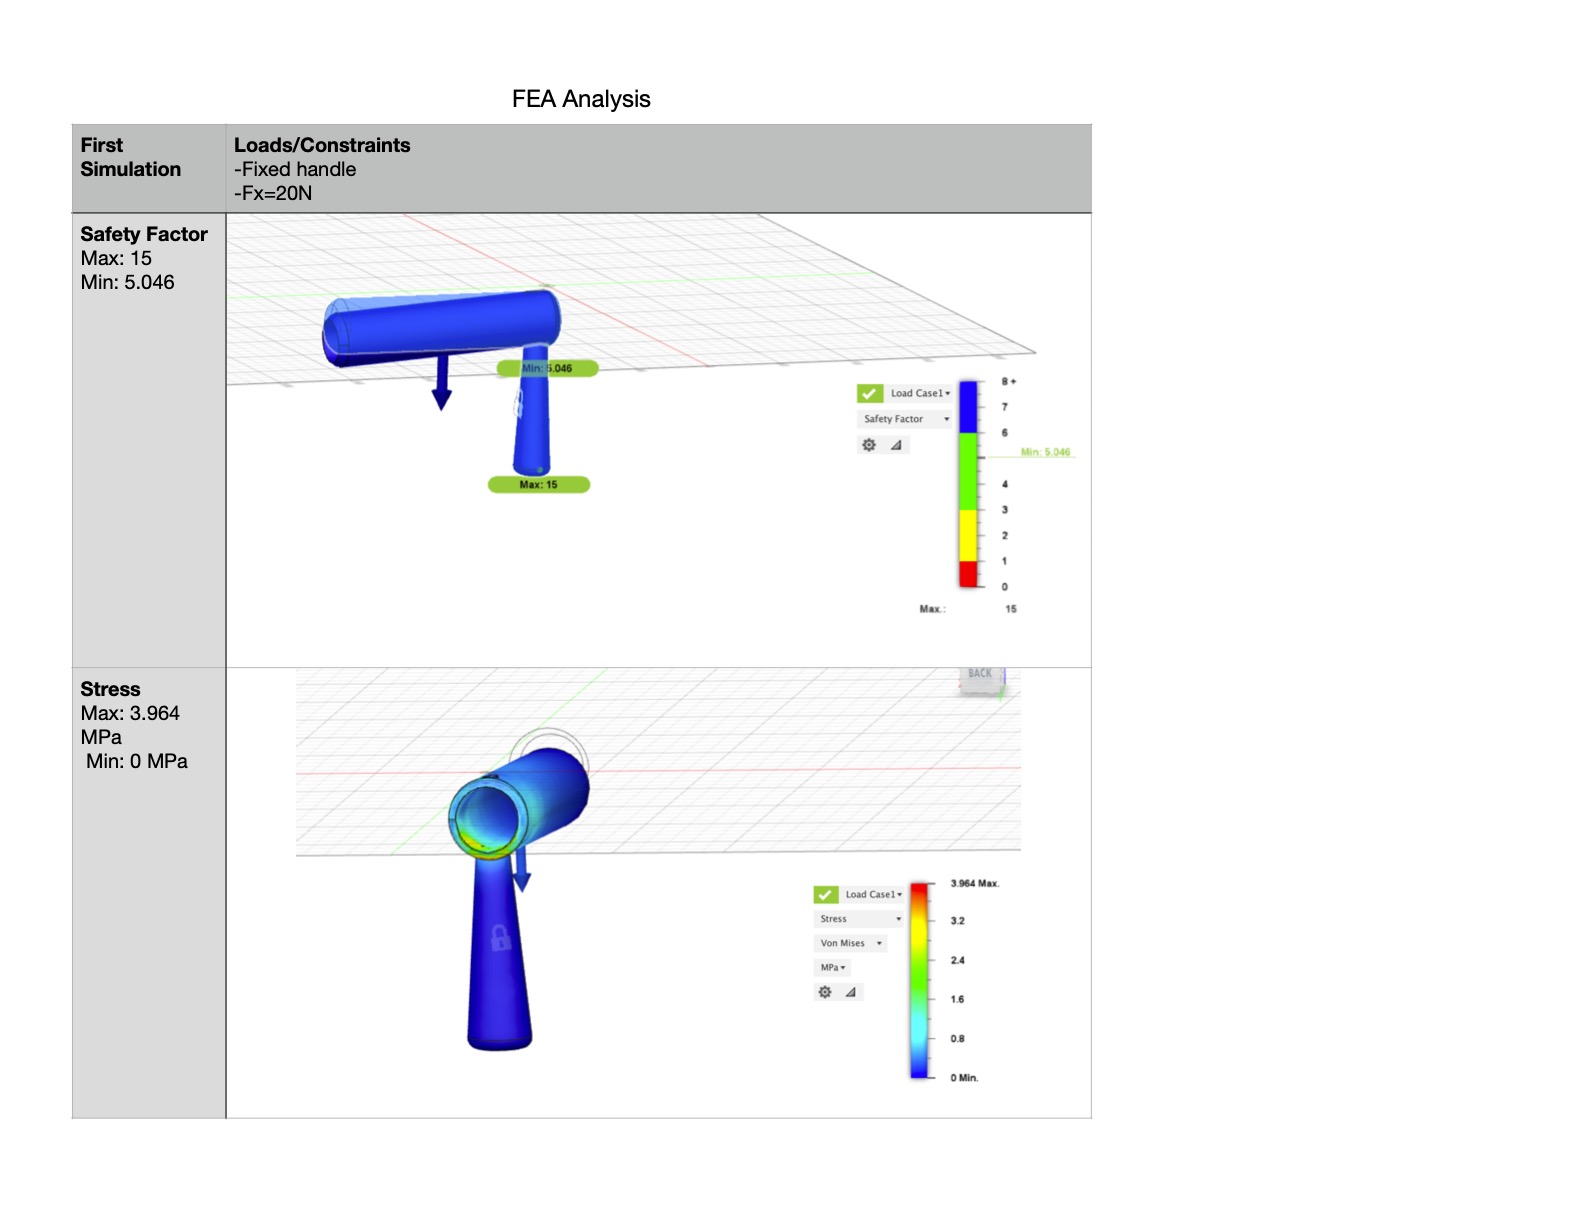 FEA Analysis
First
Simulation
Loads/Constraints
-Fixed handle
-Fx=20N
Safety Factor
Max: 15
Min: 5.046
Min: 5.046
Max: 15
Load Case1
Safety Factor
8 +
7
6
Min: 5.046
4
3
2
1
0
Max.: 15
Stress
Max: 3.964
MPa
Min: 0 MPa
BACK
Load Case1
Stress
Von Mises
MPa
3.964 Max.
3.2
2.4
1.6
0.8
0 Min.